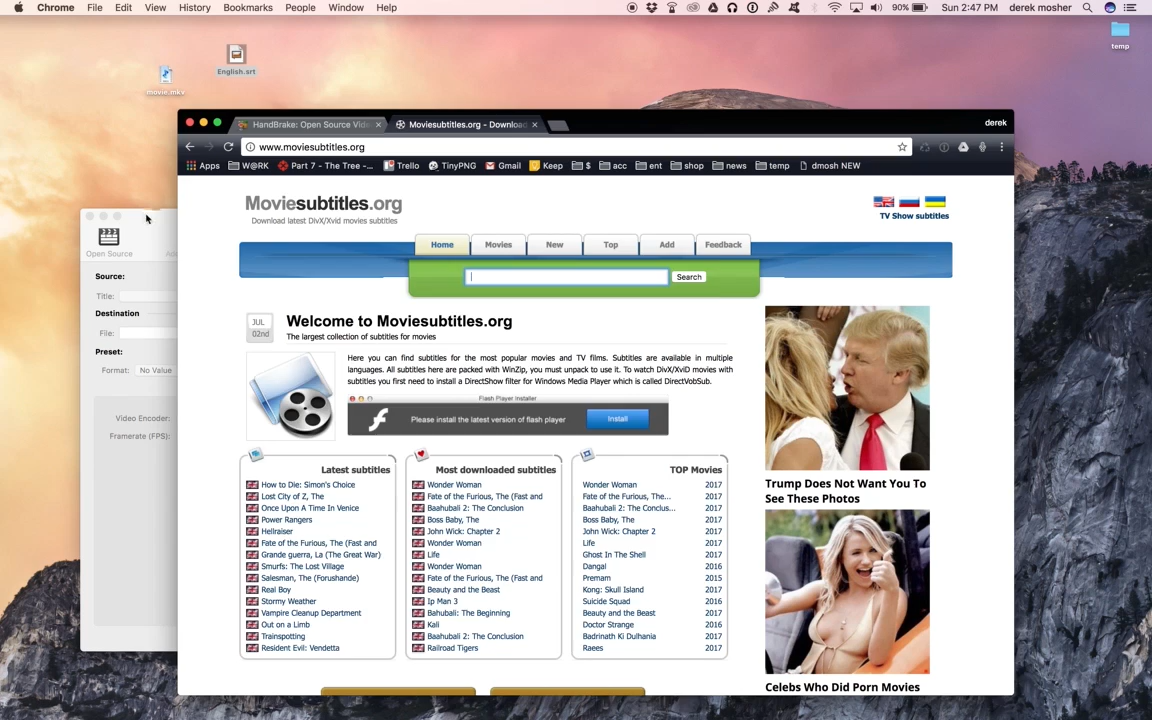 Chrome File Edit View History Bookmarks People Window Help 90% Sun 2:47 PM derek mosher
temp
English.srt
movie.mkv
HandBrake: Open Source Vid
Moviesubtitles.org - Downloa
derek
www.moviesubtitles.org
Apps W@RK Part 7 - The Tree -... Trello TinyPNG Gmail Keep $ acc ent shop news temp dmosh NEW
Open Source
Source:
Title:
Destination
File:
Preset:
Format: No Value
Video Encoder:
Framerate (FPS):
Moviesubtitles.org
Download latest DivX/Xvid movies subtitles
TV Show subtitles
Home Movies New Top Add Feedback
Search
JUL
02nd
Welcome to Moviesubtitles.org
The largest collection of subtitles for movies
Here you can find subtitles for the most popular movies and TV films. Subtitles are available in multiple
languages. All subtitles here are packed with WinZip, you must unpack to use it. To watch DivX/XviD movies with
subtitles you first need to install a DirectShow filter for Windows Media Player which is called DirectVobSub.
Flash Player Installer
Please install the latest version of flash player
Install
Latest subtitles
How to Die: Simon's Choice
Lost City of Z, The
Once Upon A Time In Venice
Power Rangers
Hellraiser
Fate of the Furious, The (Fast and
Grande guerra, La (The Great War)
Smurfs: The Lost Village
Salesman, The (Forushande)
Real Boy
Stormy Weather
Vampire Cleanup Department
Out on a Limb
Trainspotting
Resident Evil: Vendetta
Most downloaded subtitles
Wonder Woman
Fate of the Furious, The (Fast and
Baahubali 2: The Conclusion
Boss Baby, The
John Wick: Chapter 2
Wonder Woman
Life
Wonder Woman
Fate of the Furious, The (Fast and
Beauty and the Beast
Ip Man 3
Bahubali: The Beginning
Kali
Baahubali 2: The Conclusion
Railroad Tigers
TOP Movies
Wonder Woman 2017
Fate of the Furious, The... 2017
Baahubali 2: The Conclus... 2017
Boss Baby, The 2017
John Wick: Chapter 2 2017
Life 2017
Ghost In The Shell 2017
Dangal 2016
Premam 2015
Kong: Skull Island 2017
Suicide Squad 2016
Beauty and the Beast 2017
Doctor Strange 2016
Badrinath Ki Dulhania 2017
Raees 2017
Trump Does Not Want You To
See These Photos
Celebs Who Did Porn Movies